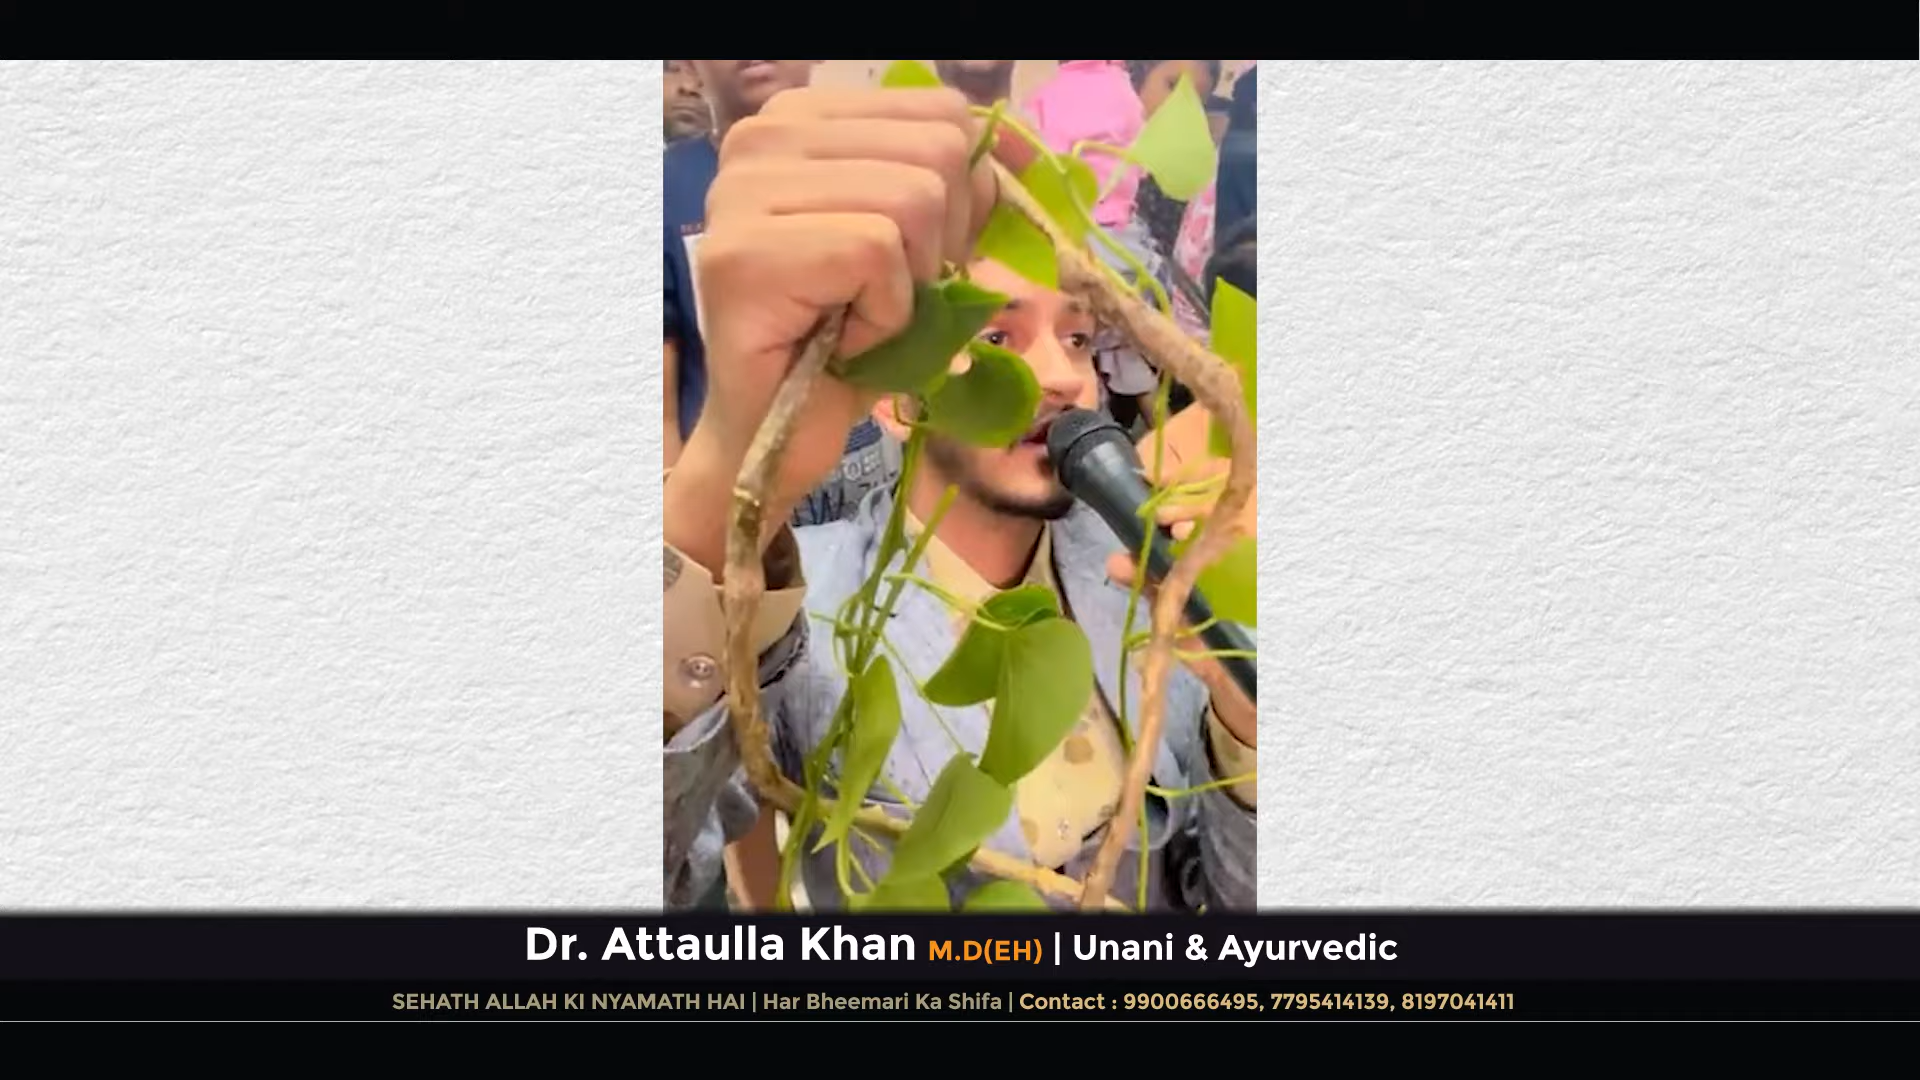 Dr. Attaulla Khan M.D(EH) | Unani & Ayurvedic
SEHATH ALLAH KI NYAMATH HAI | Har Bheemari Ka Shifa | Contact : 9900666495, 7795414139, 8197041411